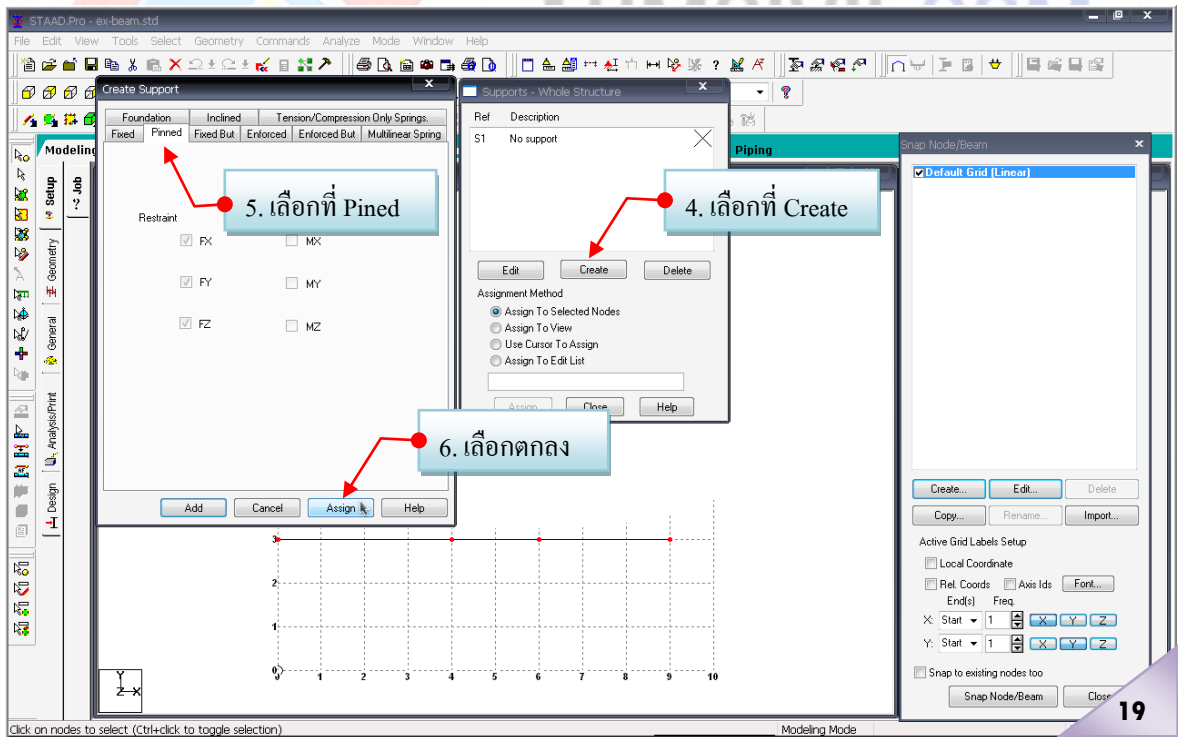 STAAD.Pro - ex-beam.std
File Edit View Tools Select Geometry Commands Analyze Mode Window Help
Create Support
Foundation Inclined Tension/Compression Only Springs.
Fixed Pinned Fixed But Enforced Enforced But Multilinear Spring
Restraint
FX MX
FY MY
FZ MZ
Add Cancel Assign Help
5. เลือกที่ Pined
Supports - Whole Structure
Ref Description
S1 No support
4. เลือกที่ Create
Edit Create Delete
Assignment Method
Assign To Selected Nodes
Assign To View
Use Cursor To Assign
Assign To Edit List
Assign Close Help
6. เลือกตกลง
Modeling
Piping
Setup
Job
?
Geometry
General
Analysis/Print
Design
Snap Node/Beam
Default Grid (Linear)
Create... Edit... Delete
Copy... Rename... Import...
Active Grid Labels Setup
Local Coordinate
Rel. Coords Axis Ids Font...
End(s) Freq.
X: Start 1 X Y Z
Y: Start 1 X Y Z
Snap to existing nodes too
Snap Node/Beam Close
3
2
1
0 1 2 3 4 5 6 7 8 9 10
Y
Z X
19
Click on nodes to select (Ctrl+click to toggle selection)
Modeling Mode